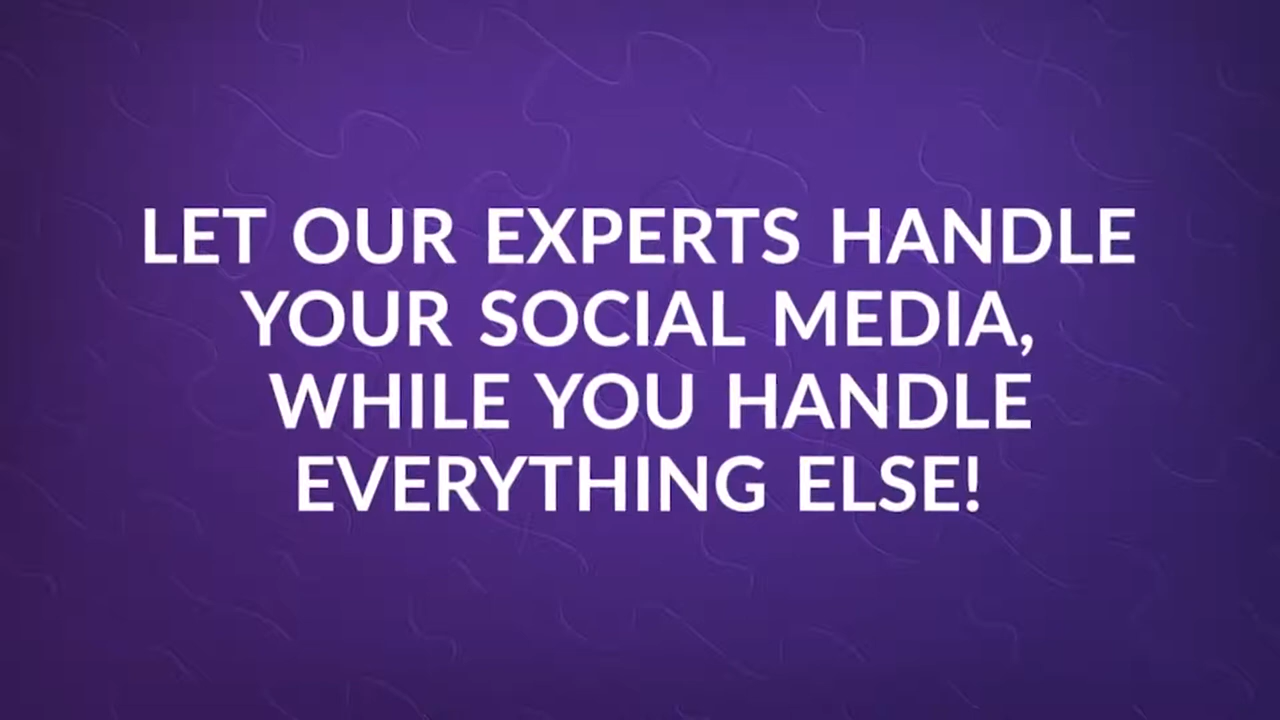 LET OUR EXPERTS HANDLE
YOUR SOCIAL MEDIA,
WHILE YOU HANDLE
EVERYTHING ELSE!